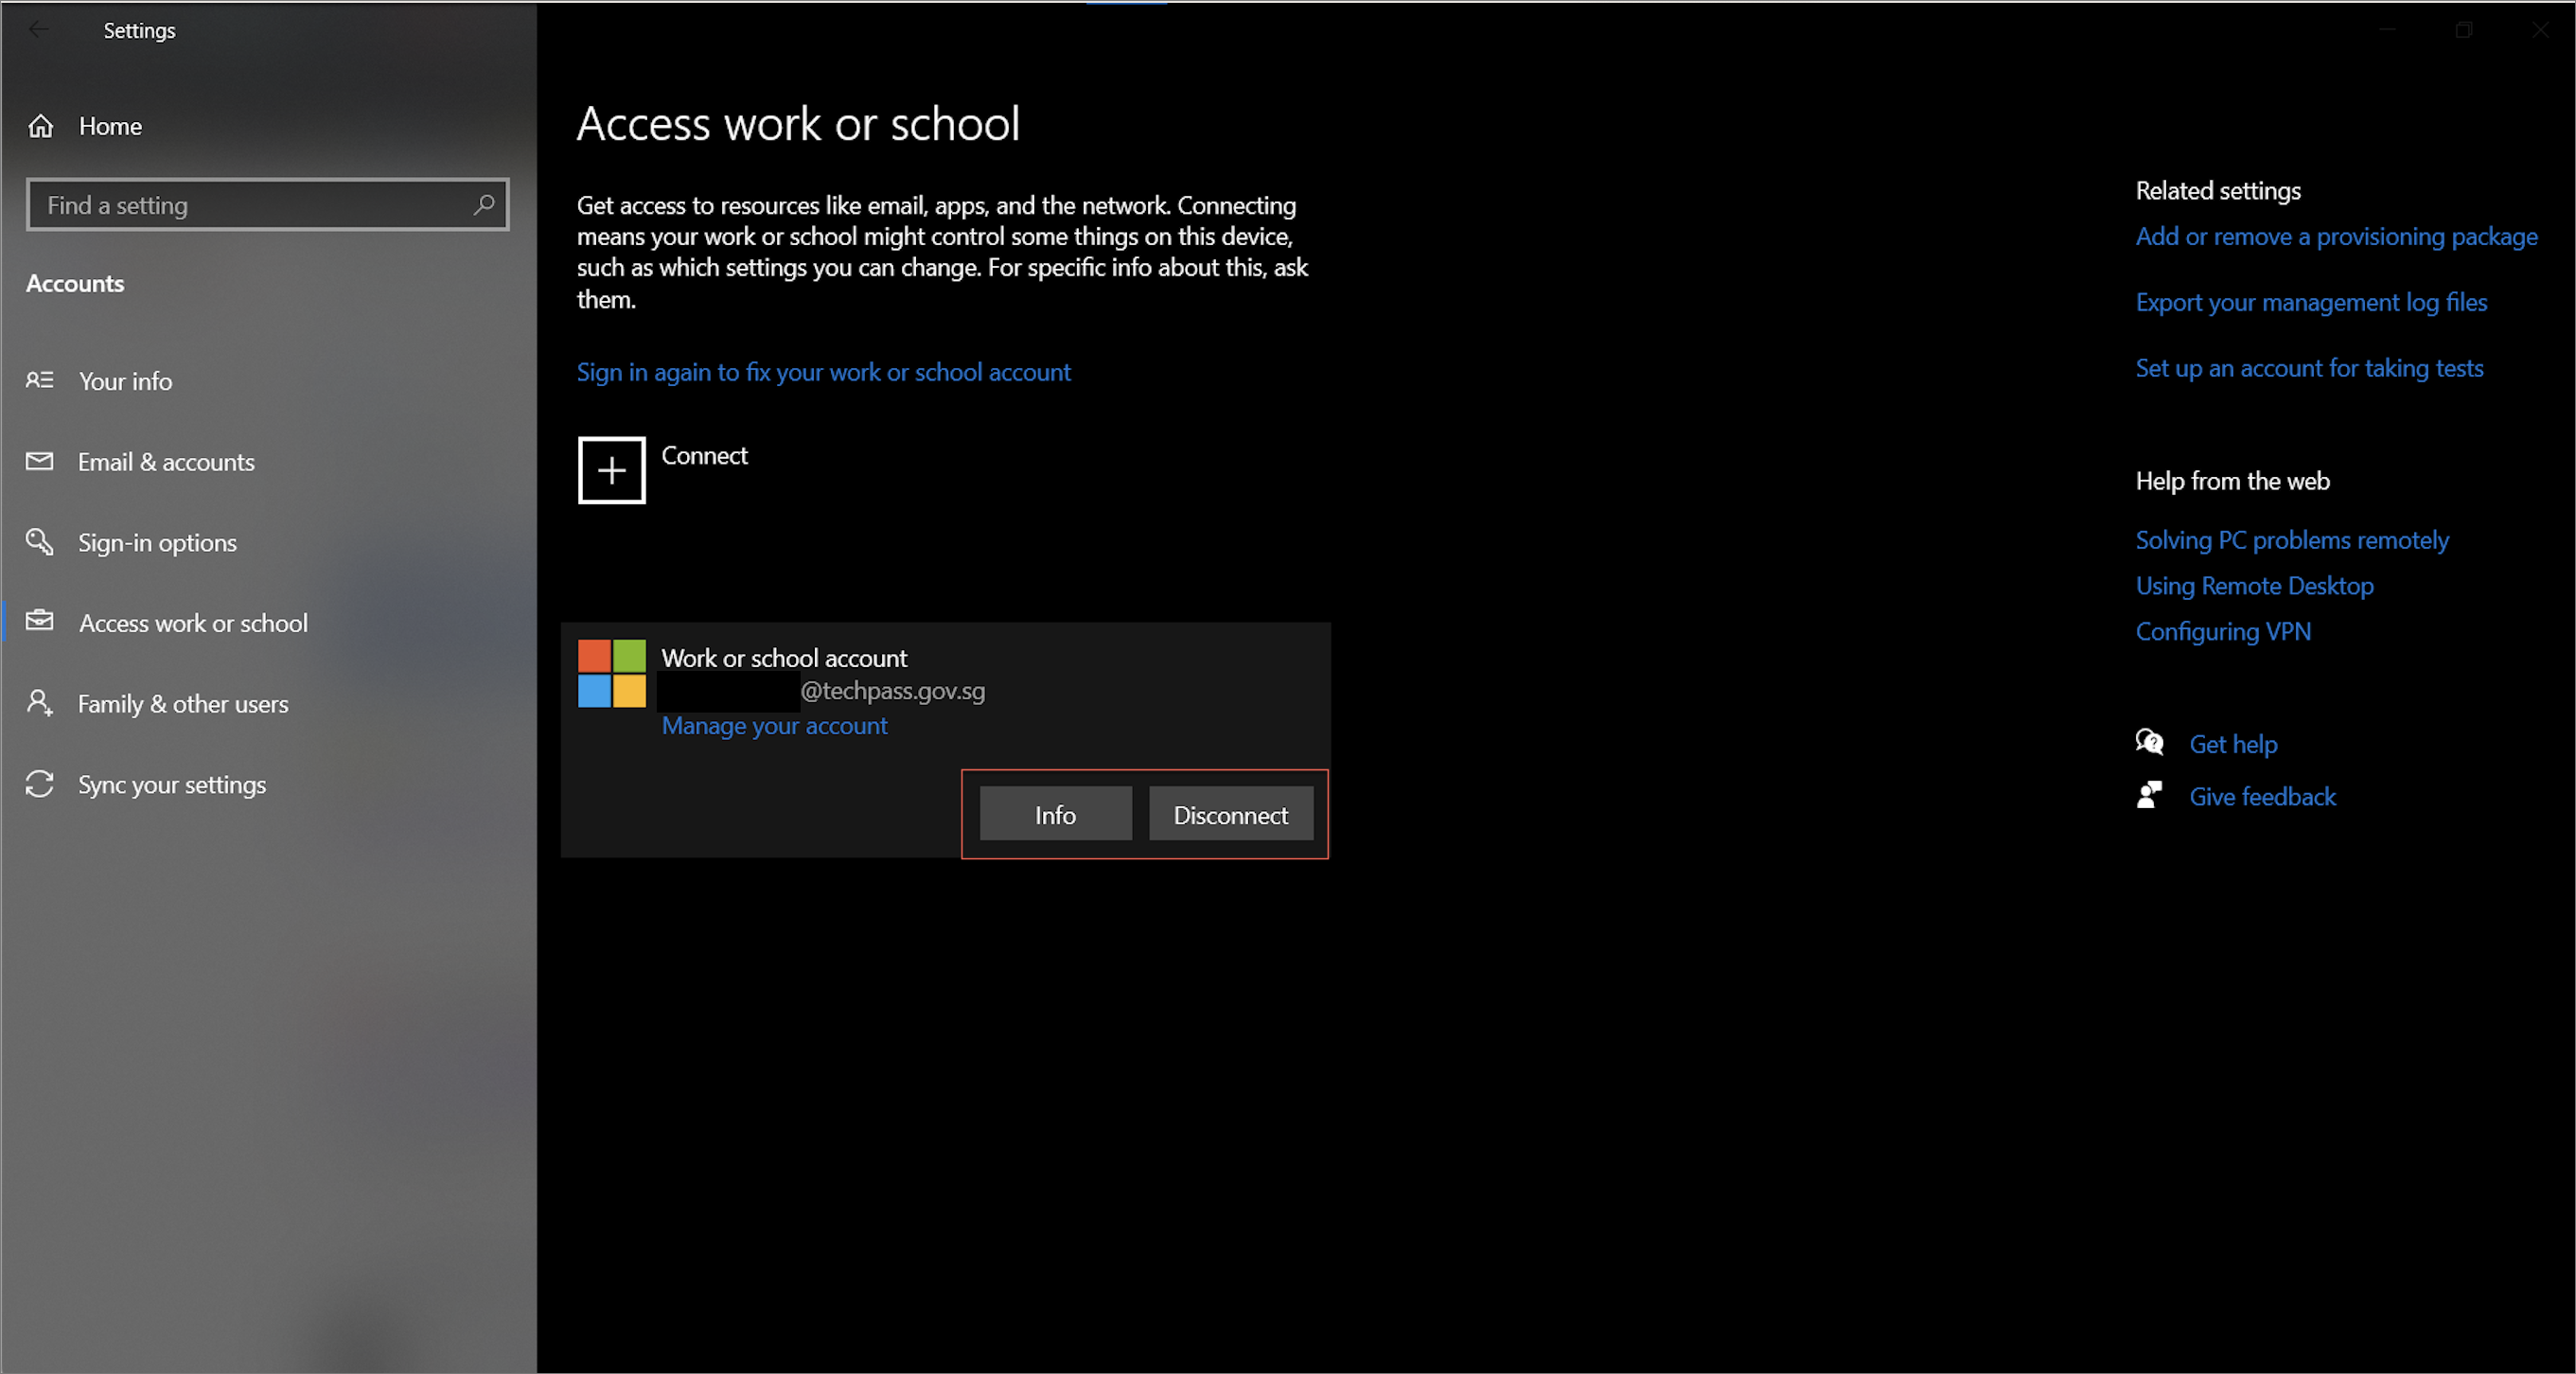 Settings
Home
Find a setting
Accounts
Your info
Email & accounts
Sign-in options
Access work or school
Family & other users
Sync your settings
Access work or school
Get access to resources like email, apps, and the network. Connecting
means your work or school might control some things on this device,
such as which settings you can change. For specific info about this, ask
them.
Sign in again to fix your work or school account
Connect
Work or school account
@techpass.gov.sg
Manage your account
Info
Disconnect
Related settings
Add or remove a provisioning package
Export your management log files
Set up an account for taking tests
Help from the web
Solving PC problems remotely
Using Remote Desktop
Configuring VPN
Get help
Give feedback